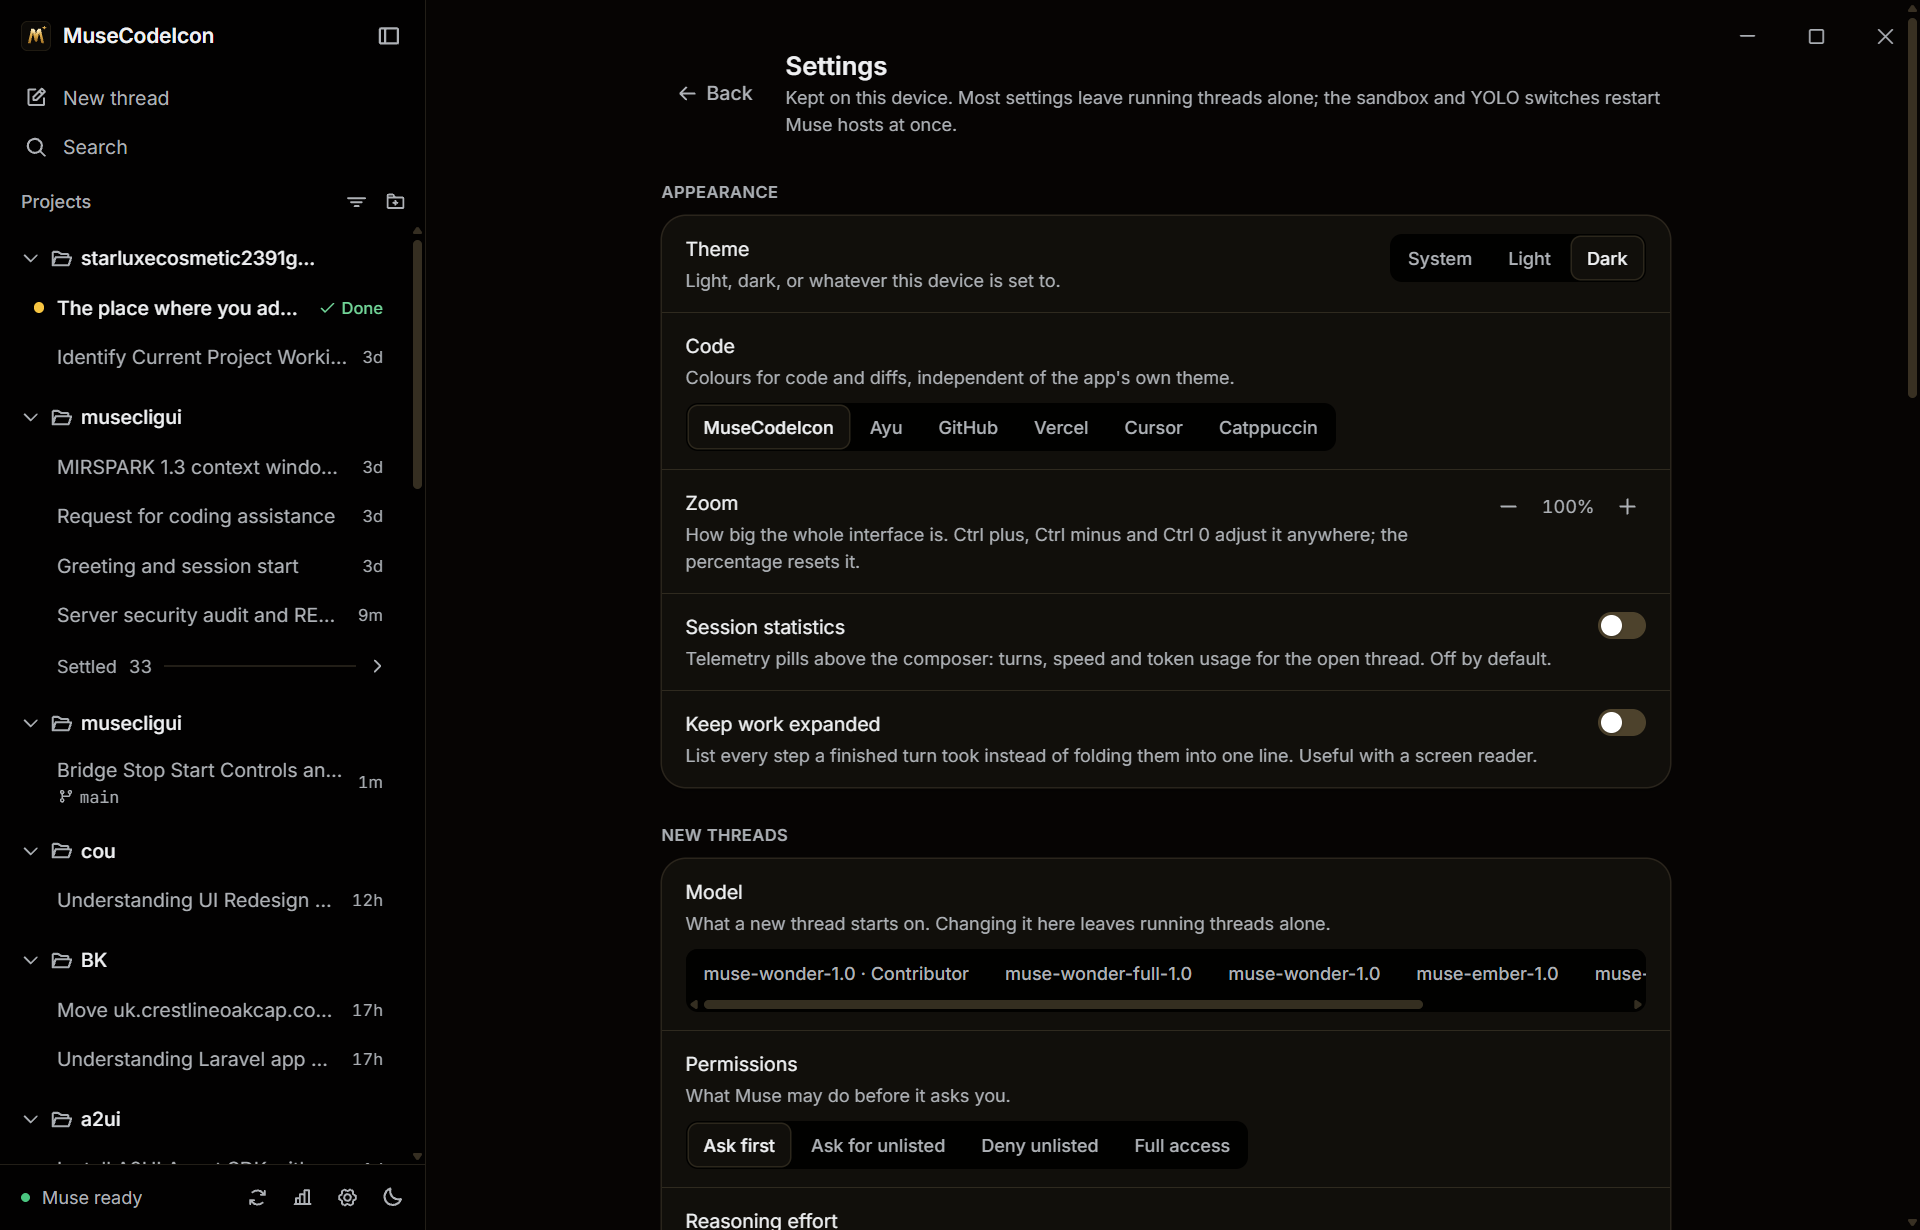 MuseCodeIcon
New thread
Search
Projects
starluxecosmetic2391g...
The place where you ad...
Done
Identify Current Project Worki...
3d
musecligui
MIRSPARK 1.3 context windo...
3d
Request for coding assistance
3d
Greeting and session start
3d
Server security audit and RE...
9m
Settled 33
musecligui
Bridge Stop Start Controls an...
1m
main
cou
Understanding UI Redesign ...
12h
BK
Move uk.crestlineoakcap.co...
17h
Understanding Laravel app ...
17h
a2ui
Muse ready
Back
Settings
Kept on this device. Most settings leave running threads alone; the sandbox and YOLO switches restart
Muse hosts at once.
APPEARANCE
Theme
Light, dark, or whatever this device is set to.
System Light Dark
Code
Colours for code and diffs, independent of the app's own theme.
MuseCodeIcon Ayu GitHub Vercel Cursor Catppuccin
Zoom
How big the whole interface is. Ctrl plus, Ctrl minus and Ctrl 0 adjust it anywhere; the
percentage resets it.
100%
Session statistics
Telemetry pills above the composer: turns, speed and token usage for the open thread. Off by default.
Keep work expanded
List every step a finished turn took instead of folding them into one line. Useful with a screen reader.
NEW THREADS
Model
What a new thread starts on. Changing it here leaves running threads alone.
muse-wonder-1.0 · Contributor muse-wonder-full-1.0 muse-wonder-1.0 muse-ember-1.0 muse-
Permissions
What Muse may do before it asks you.
Ask first Ask for unlisted Deny unlisted Full access
Reasoning effort